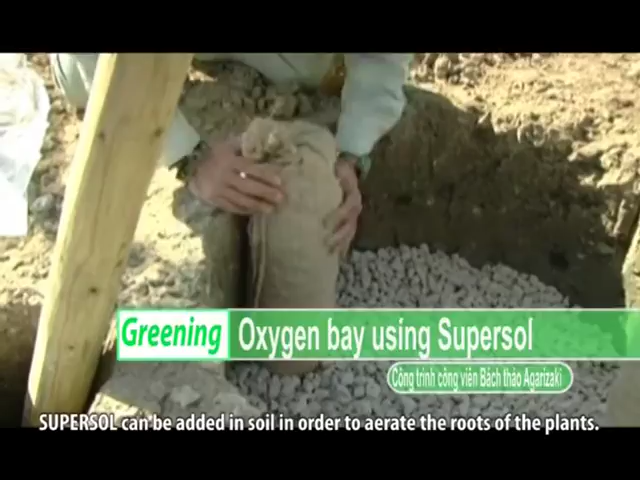 Greening Oxygen bay using Supersol
Công trình công viên Bách thảo Agarizaki
SUPERSOL can be added in soil in order to aerate the roots of the plants.